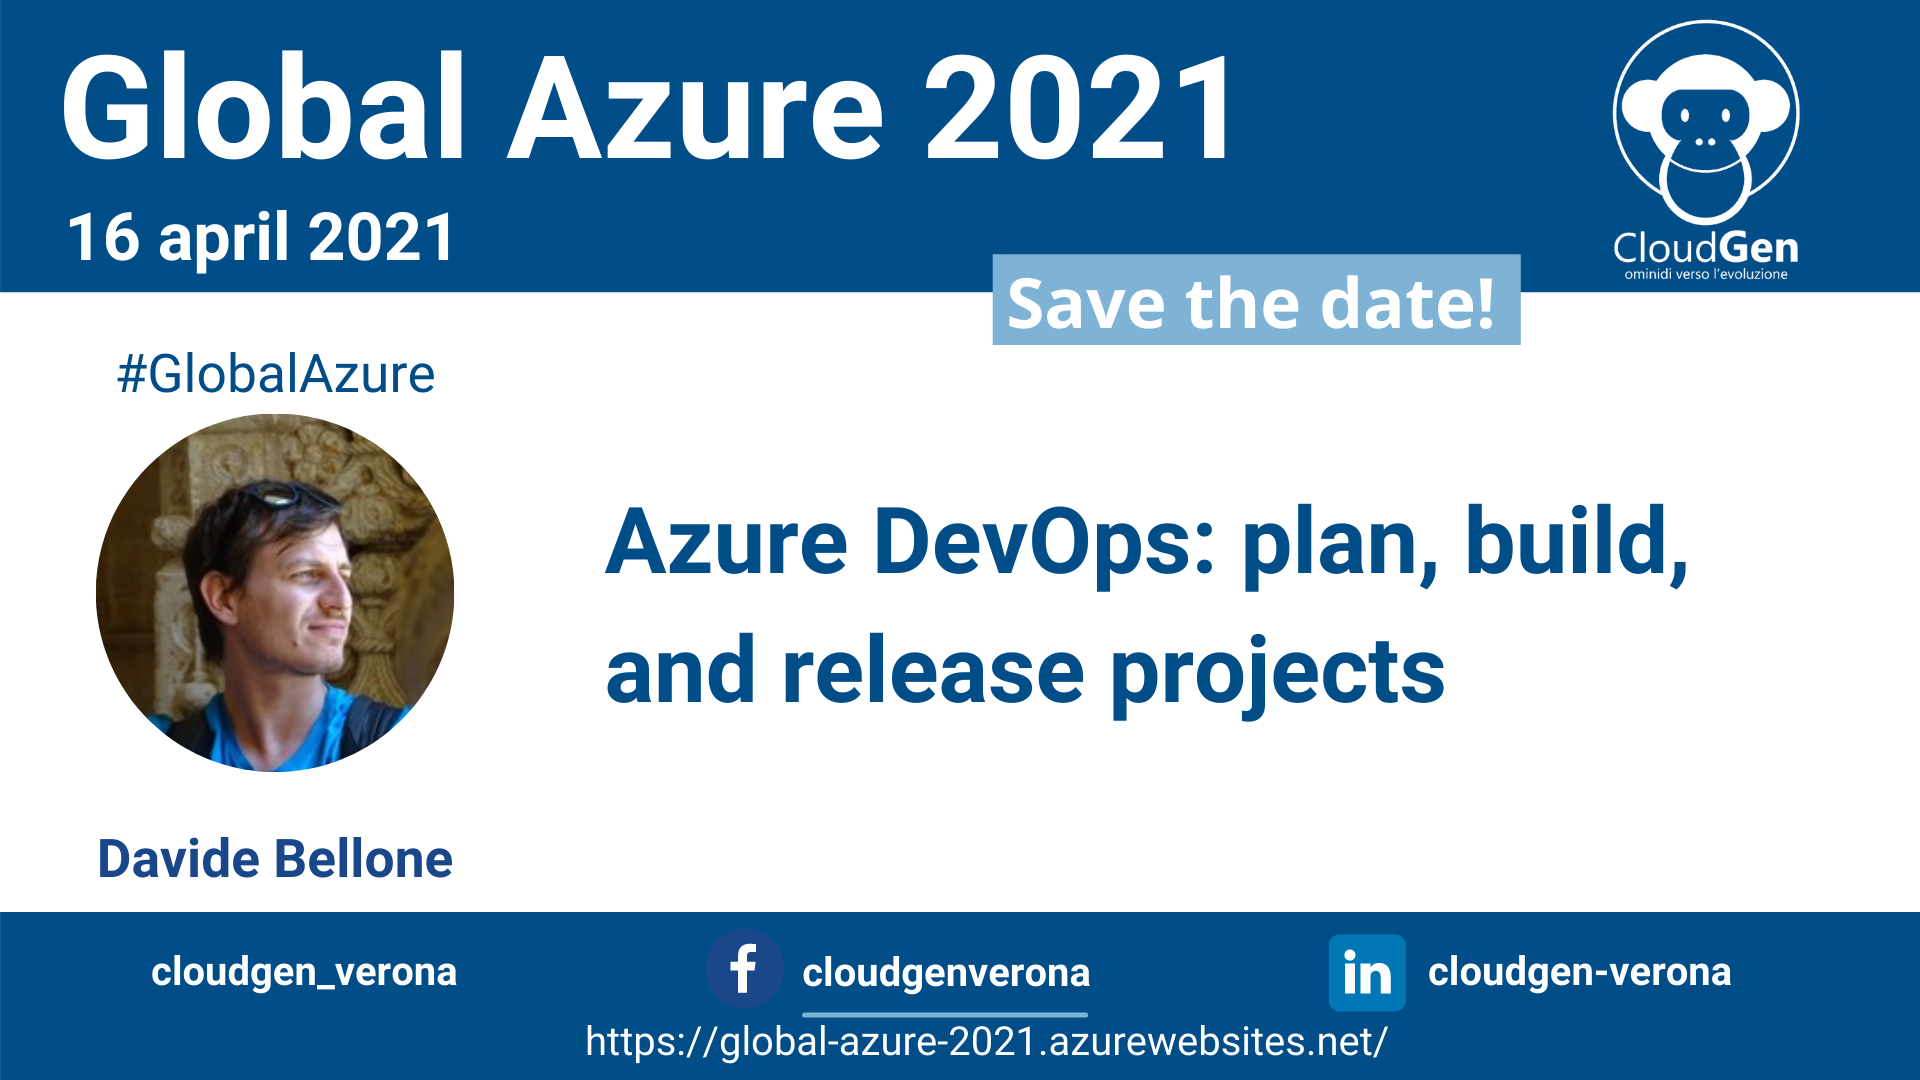 Global Azure 2021
16 april 2021
CloudGen
ominidi verso l'evoluzione
Save the date!
#GlobalAzure
Azure DevOps: plan, build,
and release projects
Davide Bellone
cloudgen_verona
f cloudgenverona
in cloudgen-verona
https://global-azure-2021.azurewebsites.net/